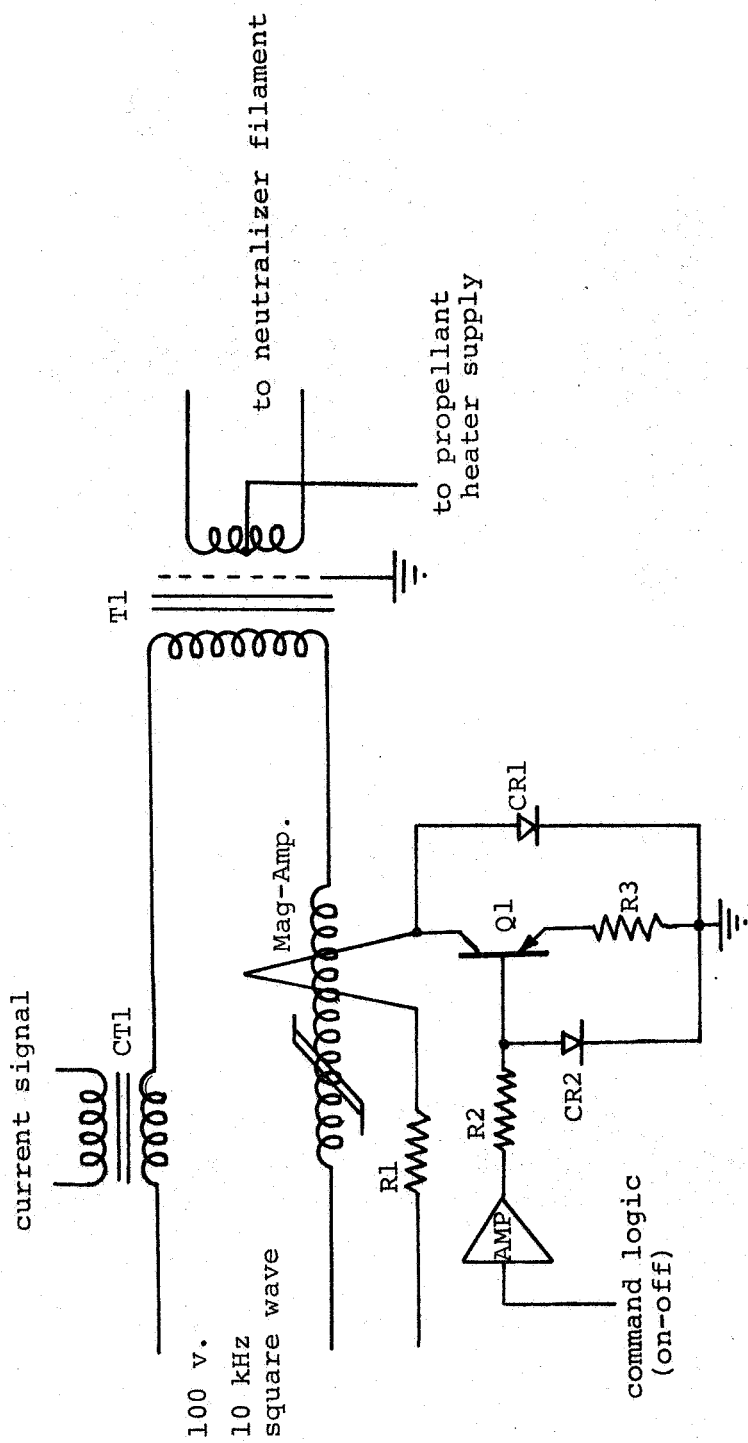 current signal
CT1
100 v.
10 kHz
square wave
Mag-Amp.
T1
to neutralizer filament
to propellant
heater supply
R1
AMP
R2
CR2
Q1
R3
CR1
command logic
(on-off)